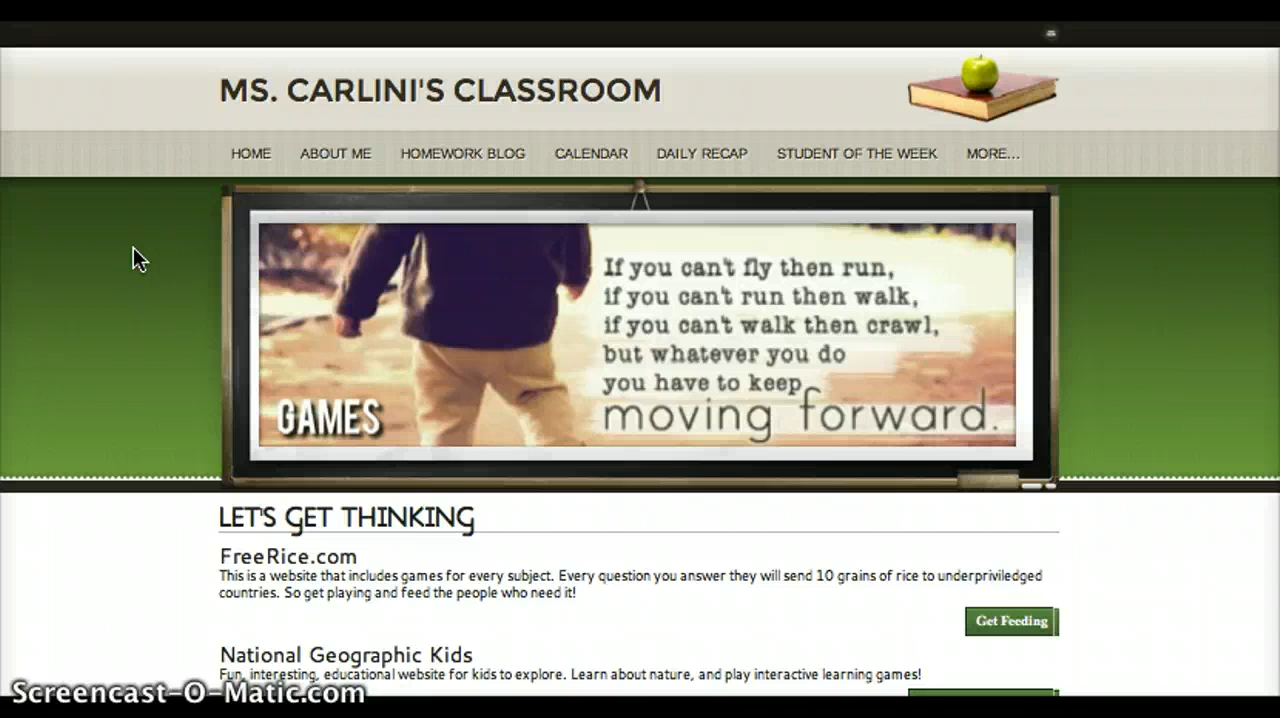 MS. CARLINI'S CLASSROOM
HOME ABOUT ME HOMEWORK BLOG CALENDAR DAILY RECAP STUDENT OF THE WEEK MORE...
If you can't fly then run,
if you can't run then walk,
if you can't walk then crawl,
but whatever you do
you have to keep
moving forward.
GAMES
LET'S GET THINKING
FreeRice.com
This is a website that includes games for every subject. Every question you answer they will send 10 grains of rice to underpriviledged
countries. So get playing and feed the people who need it!
Get Feeding
National Geographic Kids
Fun, interesting, educational website for kids to explore. Learn about nature, and play interactive learning games!
Screencast-O-Matic.com